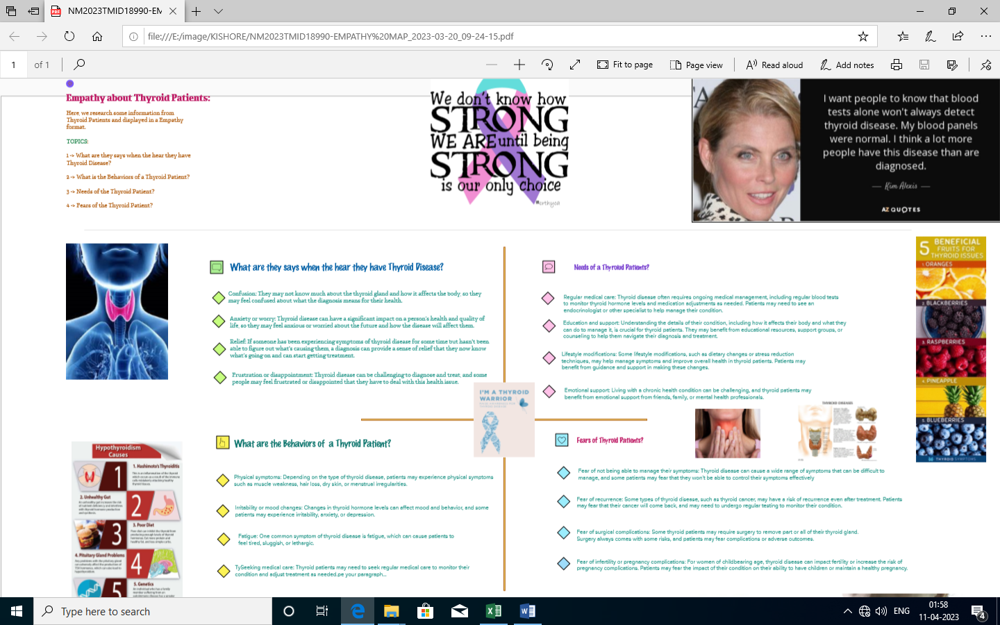 NM2023TMID18990-EM
file:///E:/image/KISHORE/NM2023TMID18990-EMPATHY%20MAP_2023-03-20_09-24-15.pdf
1 of 1
Fit to page
Page view
Read aloud
Add notes
Empathy about Thyroid Patients:
Here, we research some information from
Thyroid Patients and displayed in a Empathy
format.
TOPICS:
1 -> What are they says when the hear they have
Thyroid Disease?
2 -> What is the Behaviors of a Thyroid Patient?
3 -> Needs of the Thyroid Patient?
4 -> Fears of the Thyroid Patient?
We don't know how
STRONG
WE ARE until being
STRONG
is our only choice
I want people to know that blood
tests alone won't always detect
thyroid disease. My blood panels
were normal. I think a lot more
people have this disease than are
diagnosed.
— Kim Alexis —
AZ QUOTES
What are they says when the hear they have Thyroid Disease?
Confusion: They may not know much about the thyroid gland and how it affects the body, so they
may feel confused about what the diagnosis means for their health.
Anxiety or worry: Thyroid disease can have a significant impact on a person's health and quality of
life, so they may feel anxious or worried about the future and how the disease will affect them.
Relief: If someone has been experiencing symptoms of thyroid disease for some time but hasn't been
able to figure out what's causing them, a diagnosis can provide a sense of relief that they now know
what's going on and can start getting treatment.
Frustration or disappointment: Thyroid disease can be challenging to diagnose and treat, and some
people may feel frustrated or disappointed that they have to deal with this health issue.
Needs of a Thyroiud Patients?
Regular medical care: Thyroid disease often requires ongoing medical management, including regular blood tests
to monitor thyroid hormone levels and medication adjustments as needed. Patients may need to see an
endocrinologist or other specialist to help manage their condition.
Education and support: Understanding the details of their condition, including how it affects their body and what they
can do to manage it, is crucial for thyroid patients. They may benefit from educational resources, support groups, or
counseling to help them navigate their diagnosis and treatment.
Lifestyle modifications: Some lifestyle modifications, such as dietary changes or stress reduction
techniques, may help manage symptoms and improve overall health in thyroid patients. Patients may
benefit from guidance and support in making these changes.
Emotional support: Living with a chronic health condition can be challenging, and thyroid patients may
benefit from emotional support from friends, family, or mental health professionals.
5 BENEFICIAL
FRUITS FOR
THYROID ISSUES
1. ORANGES
2. BLACKBERRIES
3. RASPBERRIES
4. PINEAPPLE
5. BLUEBERRIES
THYROID SYMPTOMS
I'M A THYROID
WARRIOR
THYROID DISEASES
What are the Behaviors of a Thyroid Patient?
Physical symptoms: Depending on the type of thyroid disease, patients may experience physical symptoms
such as muscle weakness, hair loss, dry skin, or menstrual irregularities.
Irritability or mood changes: Changes in thyroid hormone levels can affect mood and behavior, and some
patients may experience irritability, anxiety, or depression.
Fatigue: One common symptom of thyroid disease is fatigue, which can cause patients to
feel tired, sluggish, or lethargic.
TySeeking medical care: Thyroid patients may need to seek regular medical care to monitor their
condition and adjust treatment as needed.pe your paragraph...
Fears of Thyroid Patients?
Fear of not being able to manage their symptoms: Thyroid disease can cause a wide range of symptoms that can be difficult to
manage, and some patients may fear that they won't be able to control their symptoms effectively
Fear of recurrence: Some types of thyroid disease, such as thyroid cancer, may have a risk of recurrence even after treatment. Patients
may fear that their cancer will come back, and may need to undergo regular testing to monitor their condition.
Fear of surgical complications: Some thyroid patients may require surgery to remove part or all of their thyroid gland.
Surgery always comes with some risks, and patients may fear complications or adverse outcomes.
Fear of infertility or pregnancy complications: For women of childbearing age, thyroid disease can impact fertility or increase the risk of
pregnancy complications. Patients may fear the impact of their condition on their ability to have children or maintain a healthy pregnancy.
Hypothyroidism
Causes
1
1. Hashimoto's Thyroiditis
2. Unhealthy Gut
2
3
3. Poor Diet
4. Pituitary Gland Problems
4
5
5. Genetics
Type here to search
ENG
01:58
11-04-2023
4